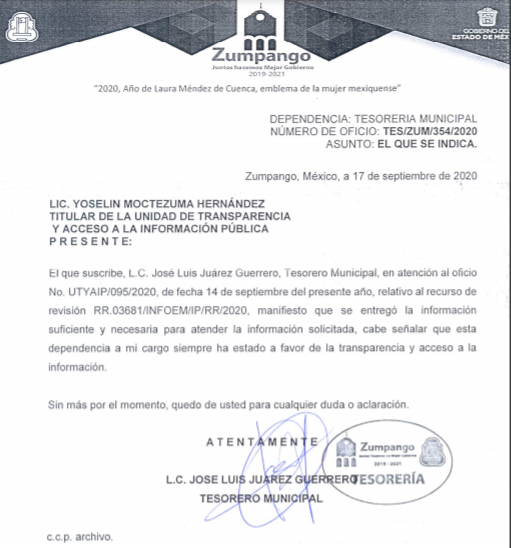 Zumpango
Juntos hacemos Mejor Gobierno
2019-2021
GOBIERNO DEL
ESTADO DE MÉX
"2020, Año de Laura Méndez de Cuenca, emblema de la mujer mexiquense"
DEPENDENCIA: TESORERIA MUNICIPAL
NÚMERO DE OFICIO: TES/ZUM/354/2020
ASUNTO: EL QUE SE INDICA.
Zumpango, México, a 17 de septiembre de 2020
LIC. YOSELIN MOCTEZUMA HERNÁNDEZ
TITULAR DE LA UNIDAD DE TRANSPARENCIA
Y ACCESO A LA INFORMACIÓN PÚBLICA
P R E S E N T E:
El que suscribe, L.C. José Luis Juárez Guerrero, Tesorero Municipal, en atención al oficio
No. UTYAIP/095/2020, de fecha 14 de septiembre del presente año, relativo al recurso de
revisión RR.03681/INFOEM/IP/RR/2020, manifiesto que se entregó la información
suficiente y necesaria para atender la información solicitada, cabe señalar que esta
dependencia a mi cargo siempre ha estado a favor de la transparencia y acceso a la
información.
Sin más por el momento, quedo de usted para cualquier duda o aclaración.
A T E N T A M E N T E
Zumpango
Juntos hacemos Mejor Gobierno
2019 - 2021
TESORERÍA
L.C. JOSE LUIS JUÁREZ GUERRERO
TESORERO MUNICIPAL
c.c.p. archivo.